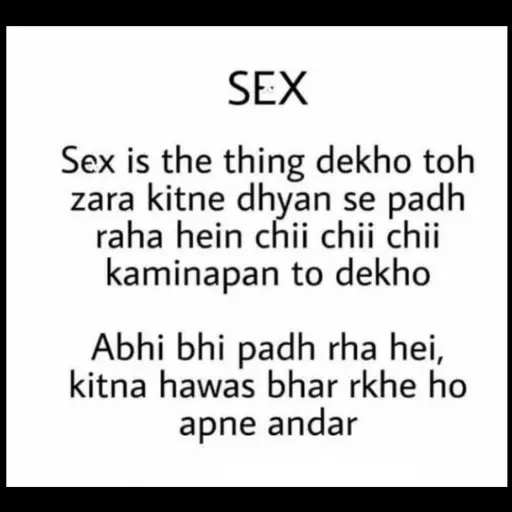 SEX
Sex is the thing dekho toh
zara kitne dhyan se padh
raha hein chii chii chii
kaminapan to dekho
Abhi bhi padh rha hei,
kitna hawas bhar rkhe ho
apne andar